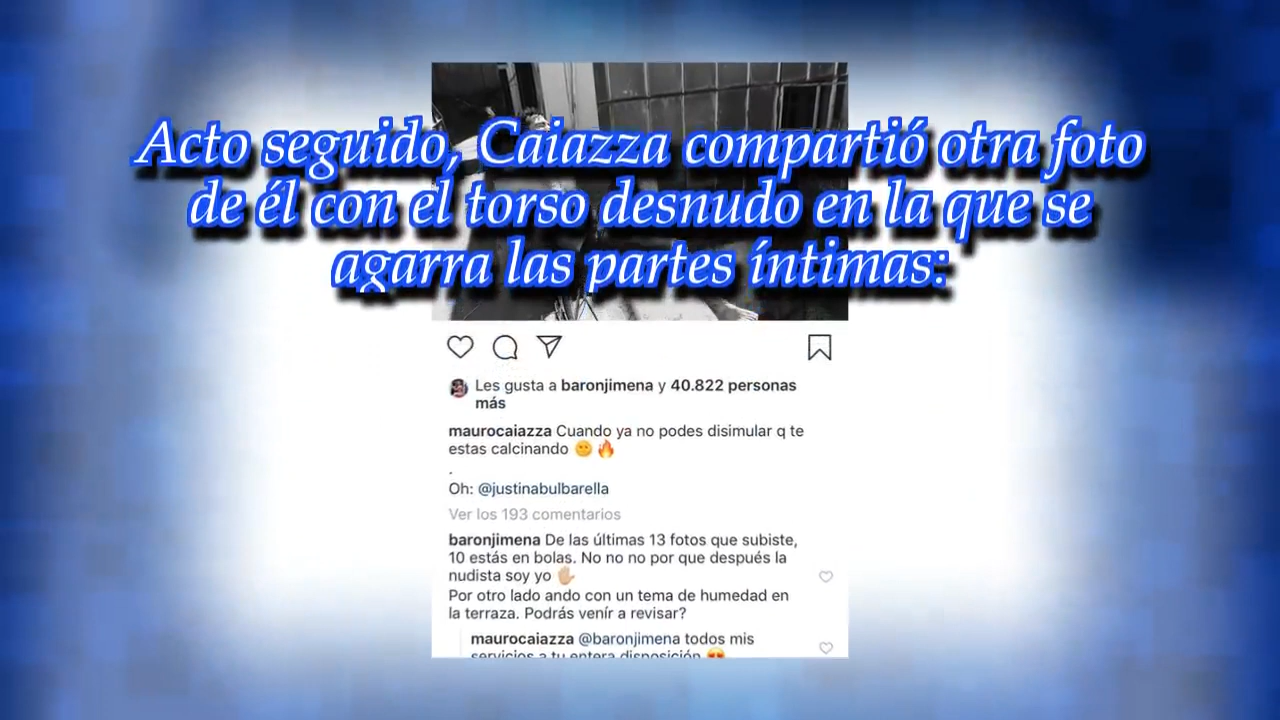 Acto seguido, Caiazza compartió otra foto
de él con el torso desnudo en la que se
agarra las partes íntimas:
Les gusta a baronjimena y 40.822 personas
más
maurocaiazza Cuando ya no podes disimular q te
estas calcinando 🌞🔥
.
Oh: @justinabulbarella
Ver los 193 comentarios
baronjimena De las últimas 13 fotos que subiste,
10 estás en bolas. No no no por que después la
nudista soy yo 🖐🏼
Por otro lado ando con un tema de humedad en
la terraza. Podrás venír a revisar?
maurocaiazza @baronjimena todos mis
servicios a tu entera disposición 😍